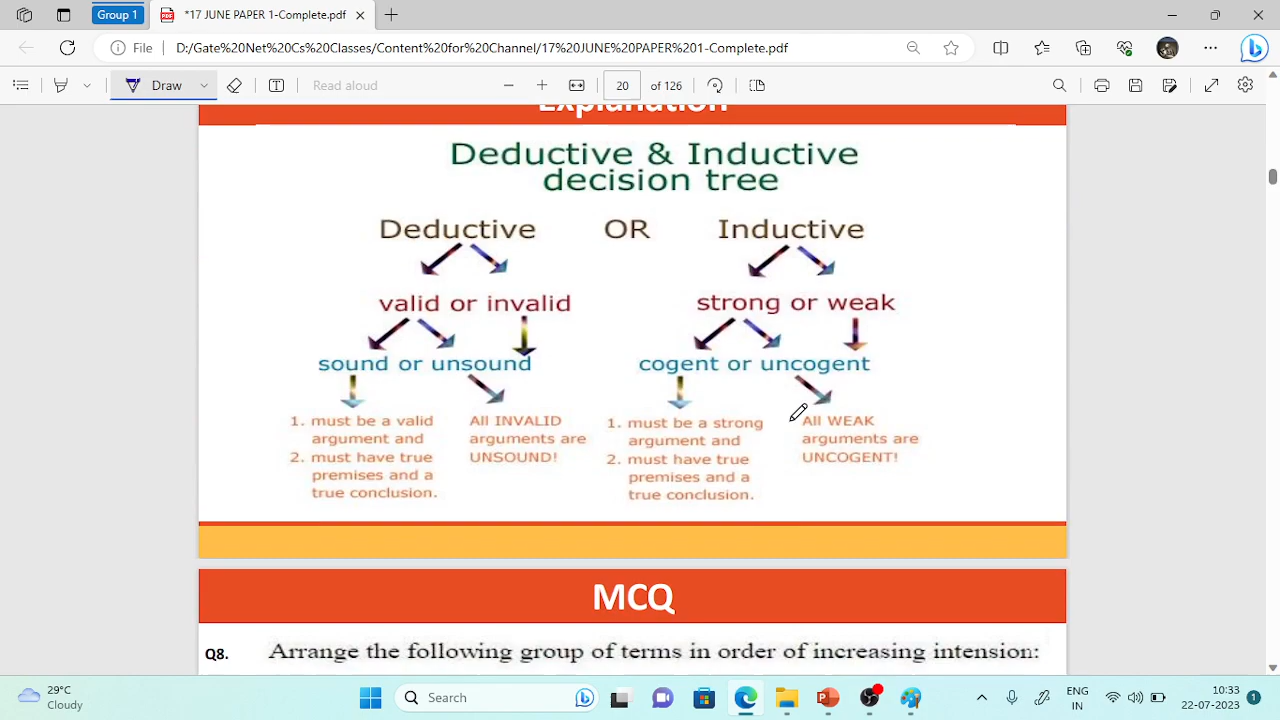 Group 1
*17 JUNE PAPER 1-Complete.pdf
File
D:/Gate%20Net%20Cs%20Classes/Content%20for%20Channel/17%20JUNE%20PAPER%201-Complete.pdf
Draw
Read aloud
20 of 126
Explanation
Deductive & Inductive
decision tree
Deductive OR Inductive
valid or invalid
strong or weak
sound or unsound
cogent or uncogent
1. must be a valid
argument and
2. must have true
premises and a
true conclusion.
All INVALID
arguments are
UNSOUND!
1. must be a strong
argument and
2. must have true
premises and a
true conclusion.
All WEAK
arguments are
UNCOGENT!
MCQ
Q8. Arrange the following group of terms in order of increasing intension:
29°C
Cloudy
Search
ENG
IN
10:33
22-07-2023
1